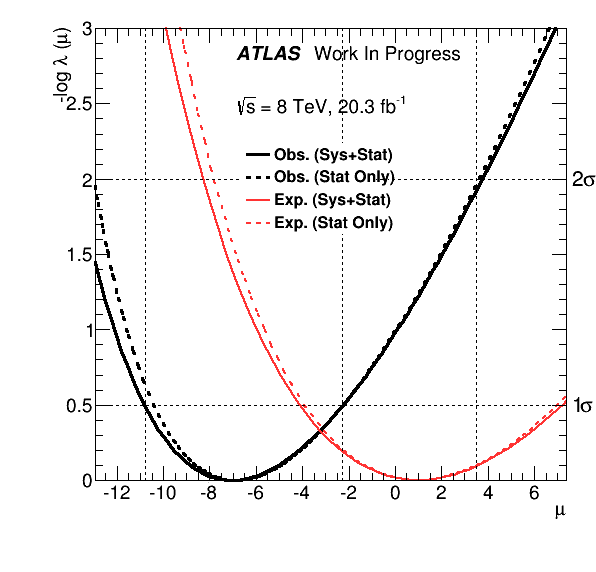 -log λ (μ)
3
2.5
2
1.5
1
0.5
0
ATLAS Work In Progress
√s = 8 TeV, 20.3 fb⁻¹
Obs. (Sys+Stat)
Obs. (Stat Only)
Exp. (Sys+Stat)
Exp. (Stat Only)
2σ
1σ
-12 -10 -8 -6 -4 -2 0 2 4 6
μ